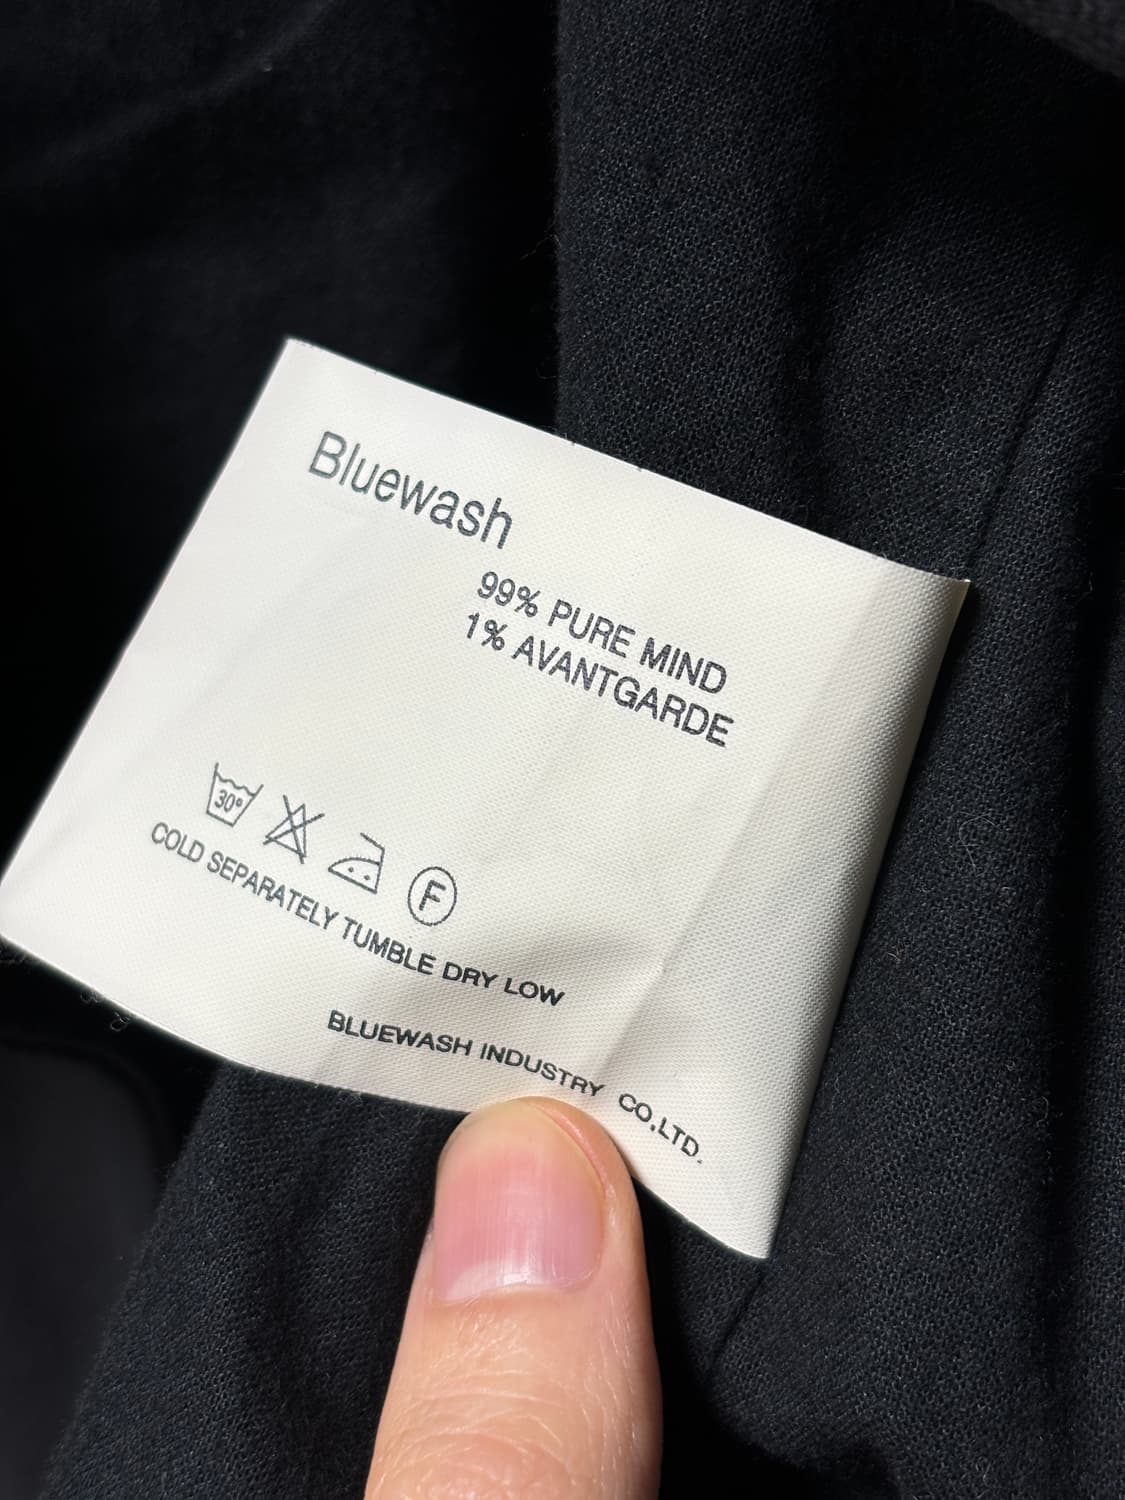 Bluewash
99% PURE MIND
1% AVANTGARDE
30°
F
COLD SEPARATELY TUMBLE DRY LOW
BLUEWASH INDUSTRY CO,LTD.